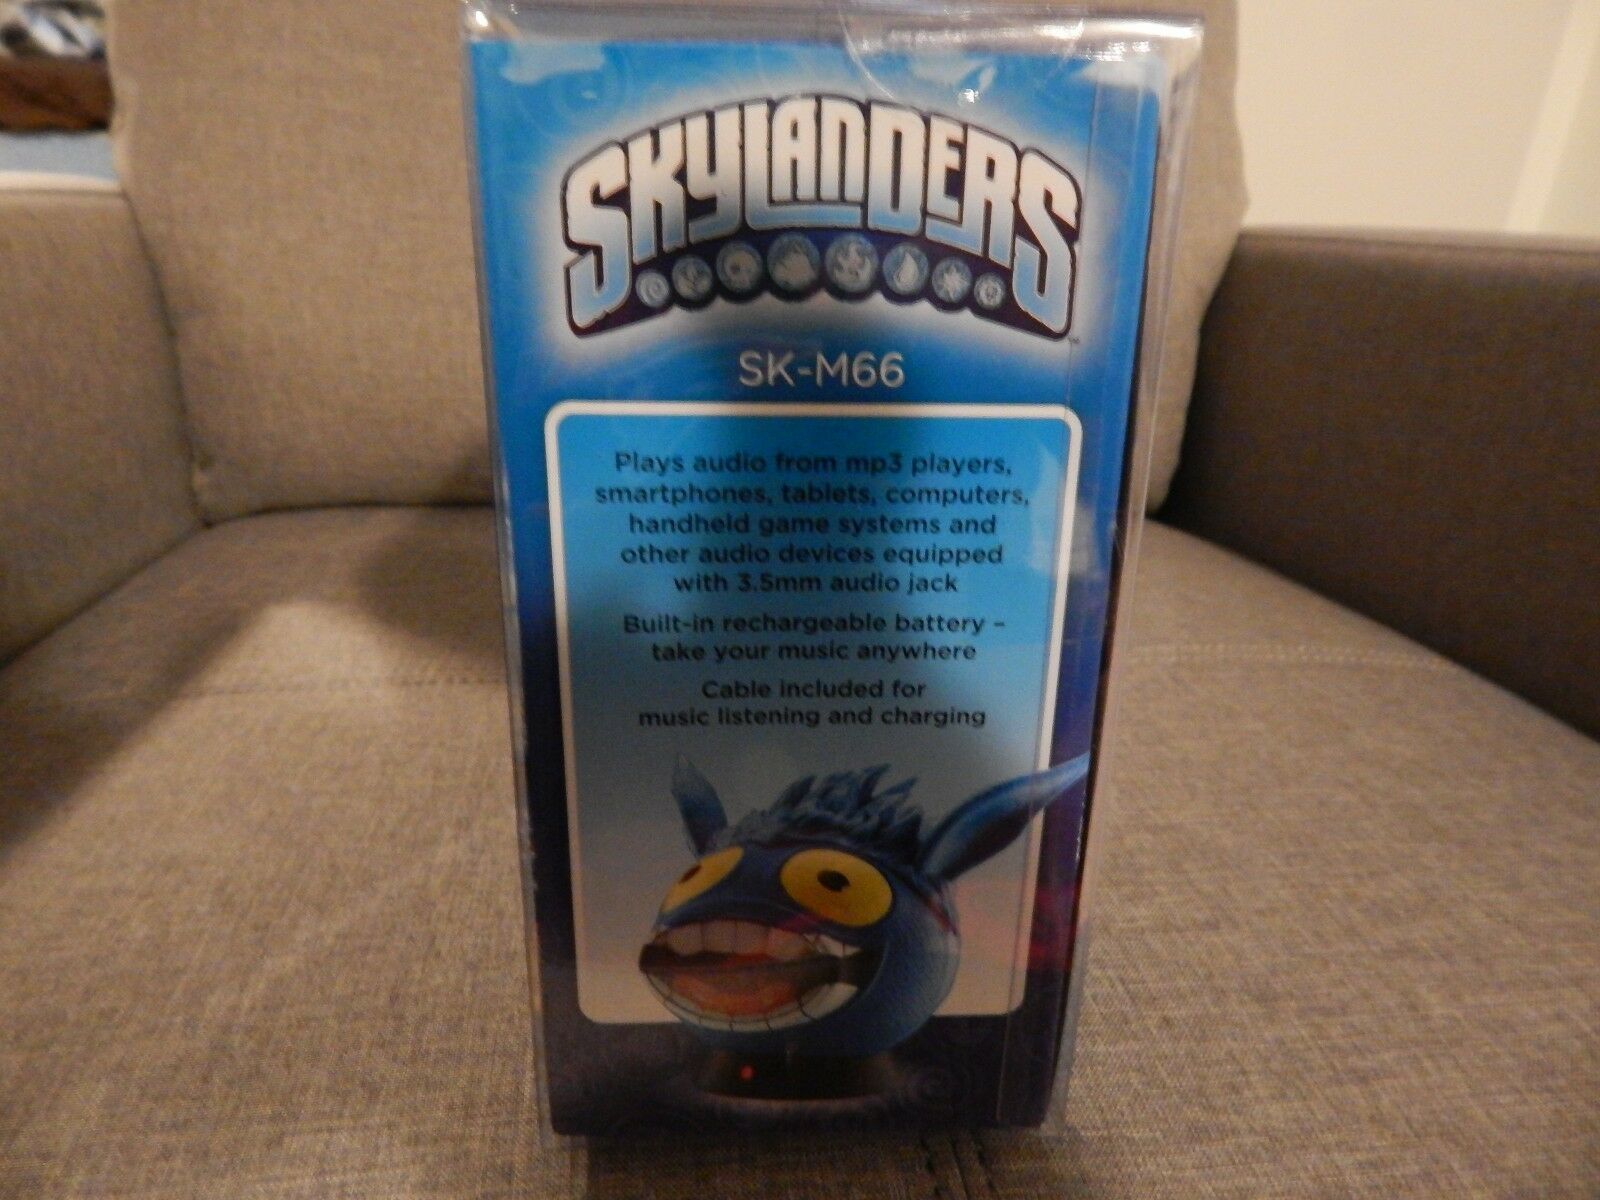 SKYLANDERS
SK-M66
Plays audio from mp3 players,
smartphones, tablets, computers,
handheld game systems and
other audio devices equipped
with 3.5mm audio jack
Built-in rechargeable battery –
take your music anywhere
Cable included for
music listening and charging